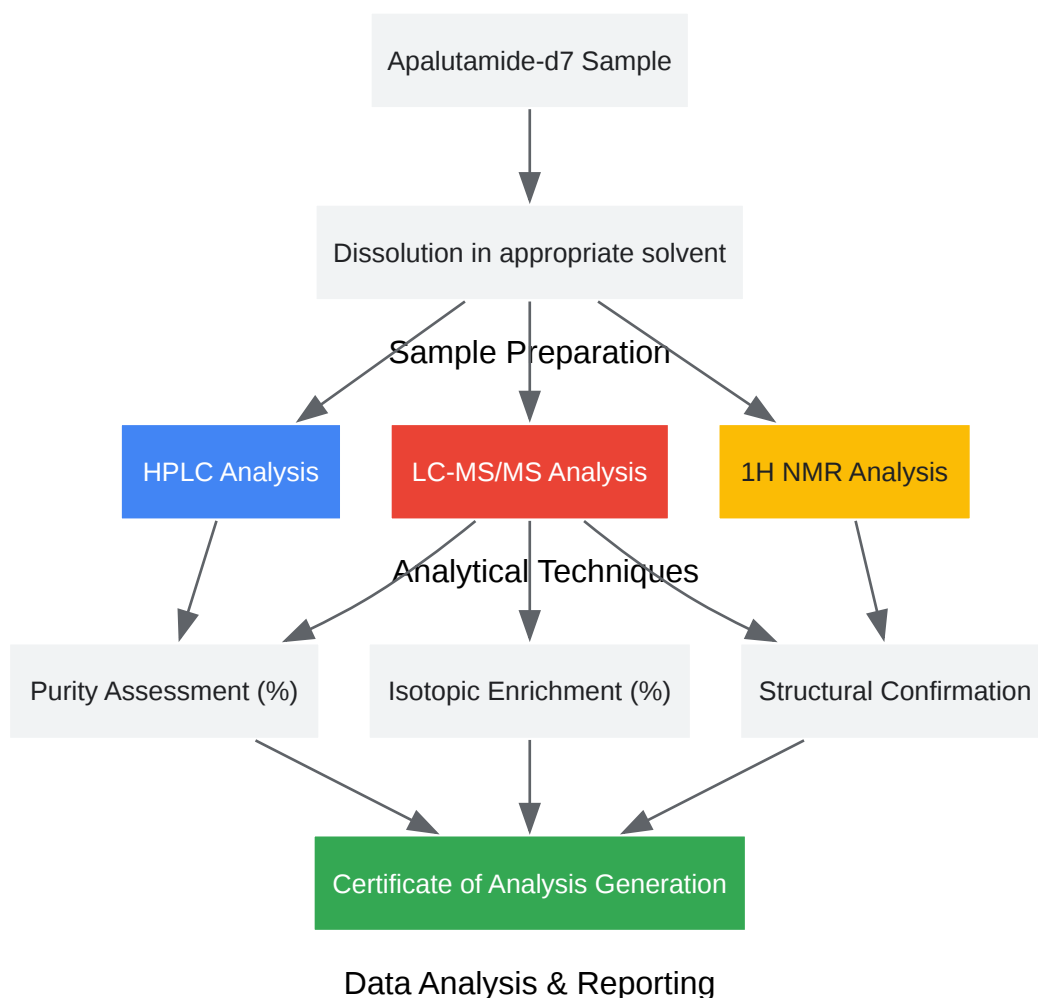 Apalutamide-d7 Sample
Dissolution in appropriate solvent
Sample Preparation
HPLC Analysis
LC-MS/MS Analysis
1H NMR Analysis
Analytical Techniques
Purity Assessment (%)
Isotopic Enrichment (%)
Structural Confirmation
Certificate of Analysis Generation
Data Analysis & Reporting